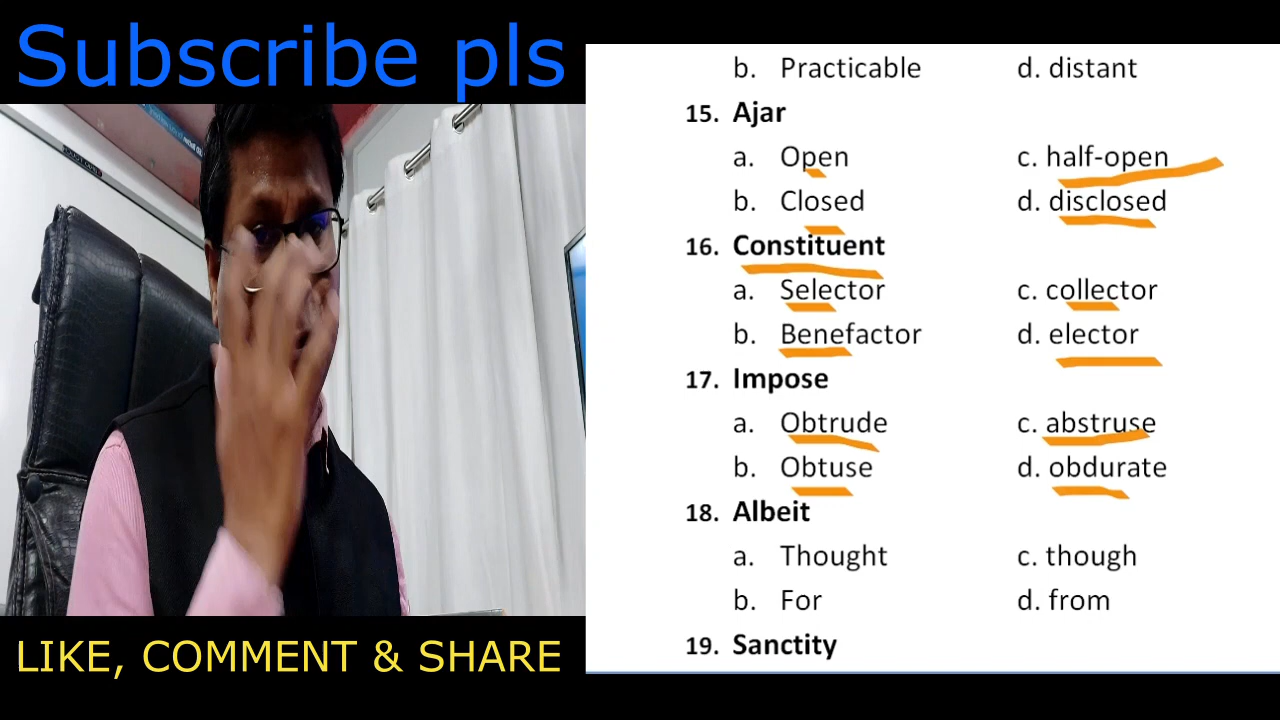 Subscribe pls
b. Practicable d. distant
15. Ajar
a. Open c. half-open
b. Closed d. disclosed
16. Constituent
a. Selector c. collector
b. Benefactor d. elector
17. Impose
a. Obtrude c. abstruse
b. Obtuse d. obdurate
18. Albeit
a. Thought c. though
b. For d. from
19. Sanctity
LIKE, COMMENT & SHARE